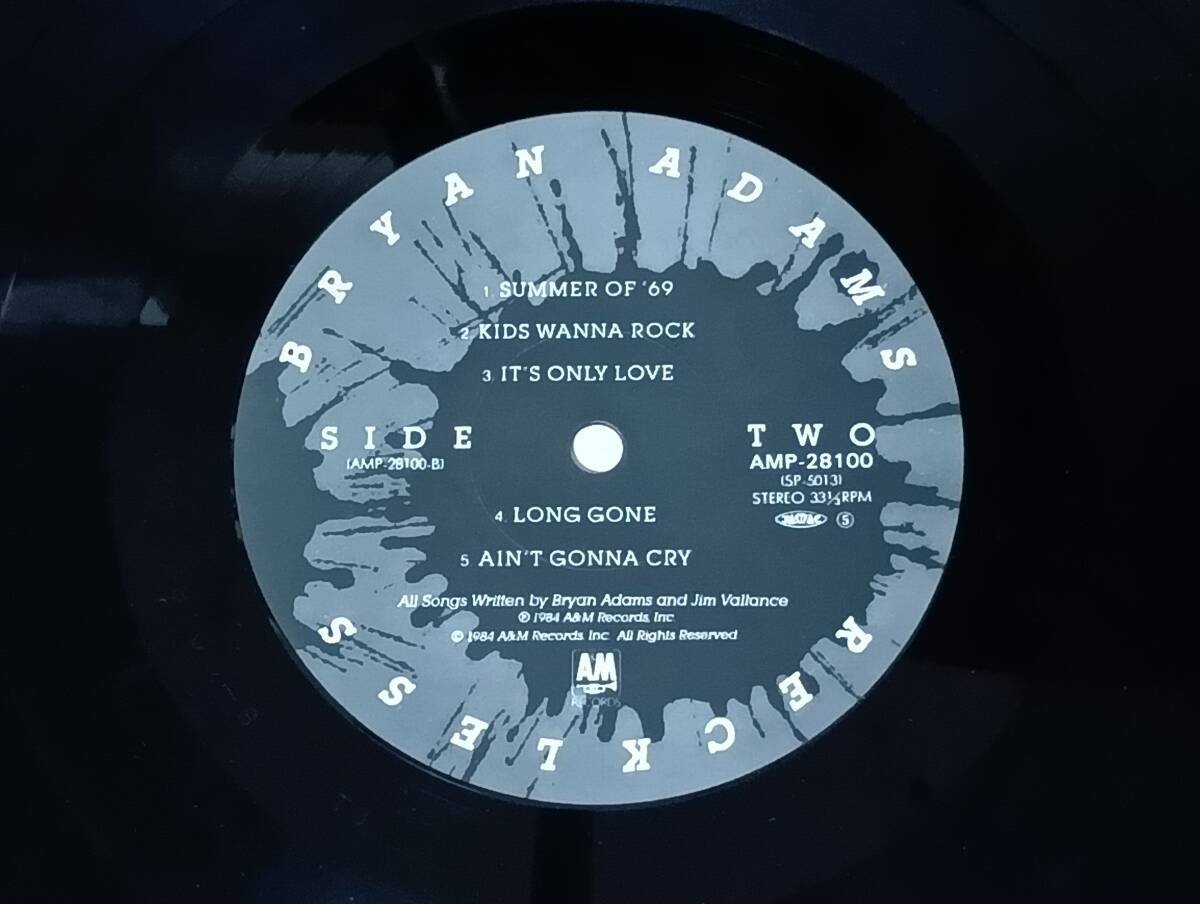 BRYAN ADAMS
1. SUMMER OF '69
2. KIDS WANNA ROCK
3. IT'S ONLY LOVE
SIDE TWO
(AMP-28100-B) AMP-28100
(SP-5013)
STEREO 33⅓RPM
5
4. LONG GONE
5. AIN'T GONNA CRY
All Songs Written by Bryan Adams and Jim Vallance
℗ 1984 A&M Records, Inc.
© 1984 A&M Records, Inc. All Rights Reserved
A&M
RECORDS
RECKLESS